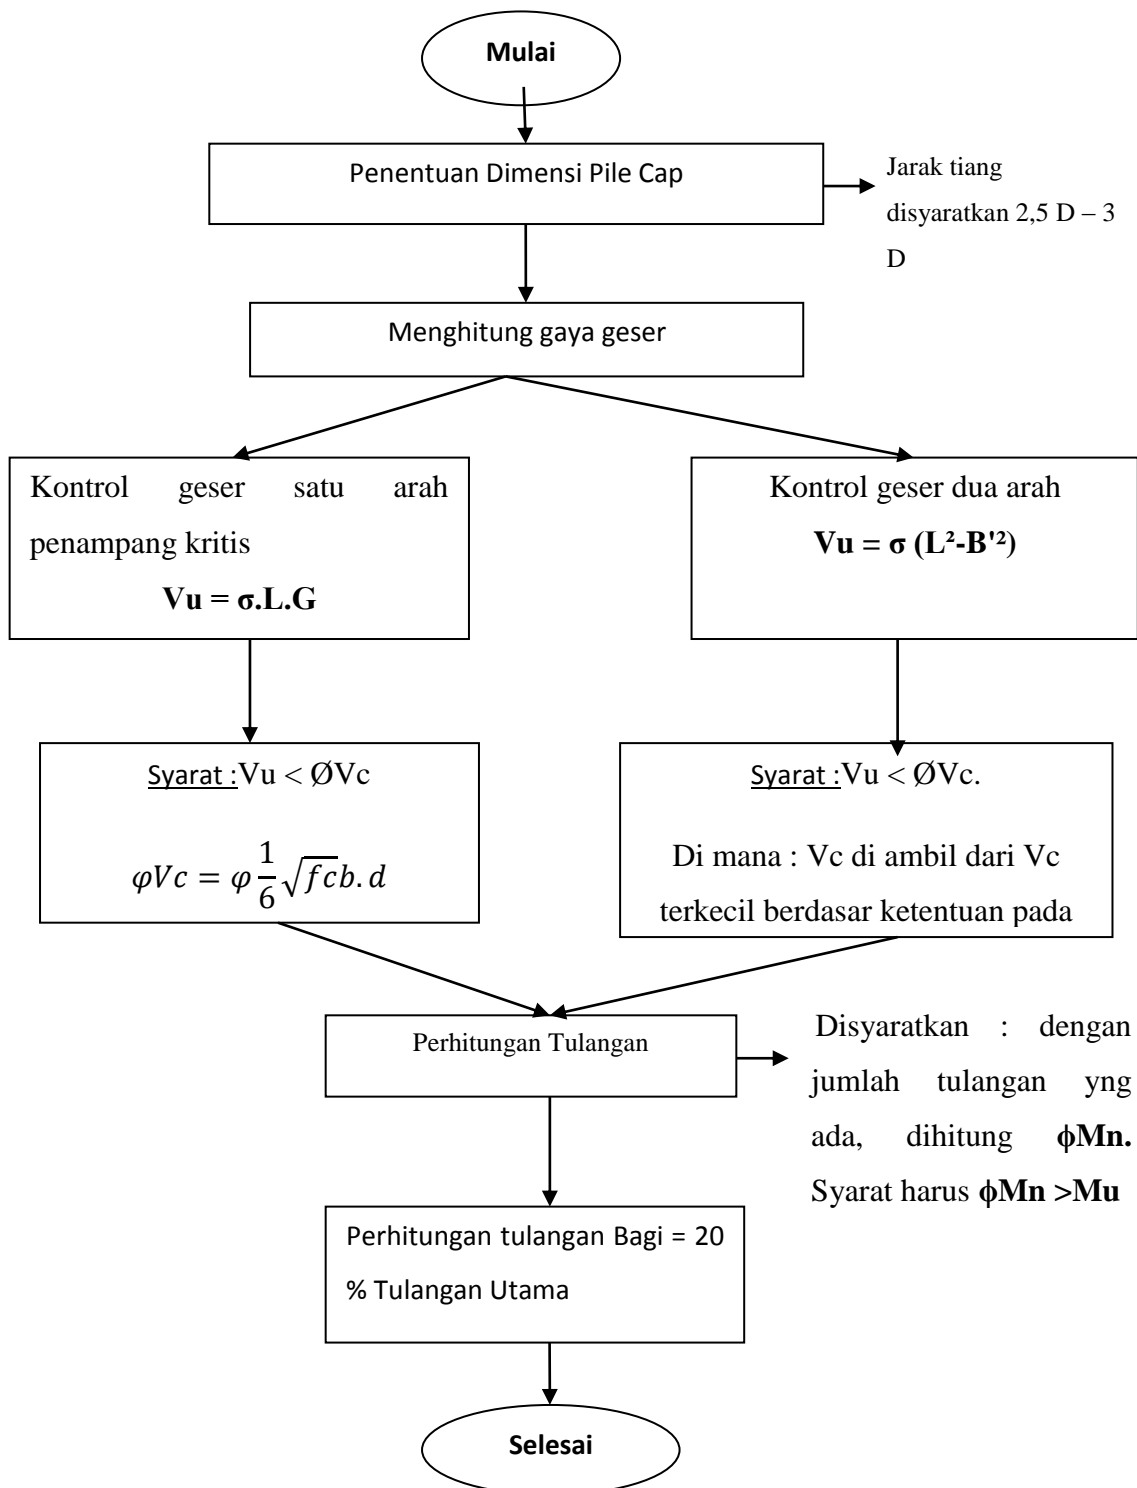 Mulai
Penentuan Dimensi Pile Cap
Jarak tiang
disyaratkan 2,5 D – 3
D
Menghitung gaya geser
Kontrol geser satu arah
penampang kritis
Vu = σ.L.G
Kontrol geser dua arah
Vu = σ (L²-B'²)
Syarat :Vu < ØVc
φVc = φ 1/6 √fc b. d
Syarat :Vu < ØVc.
Di mana : Vc di ambil dari Vc
terkecil berdasar ketentuan pada
Perhitungan Tulangan
Disyaratkan : dengan
jumlah tulangan yng
ada, dihitung ϕMn.
Syarat harus ϕMn >Mu
Perhitungan tulangan Bagi = 20
% Tulangan Utama
Selesai